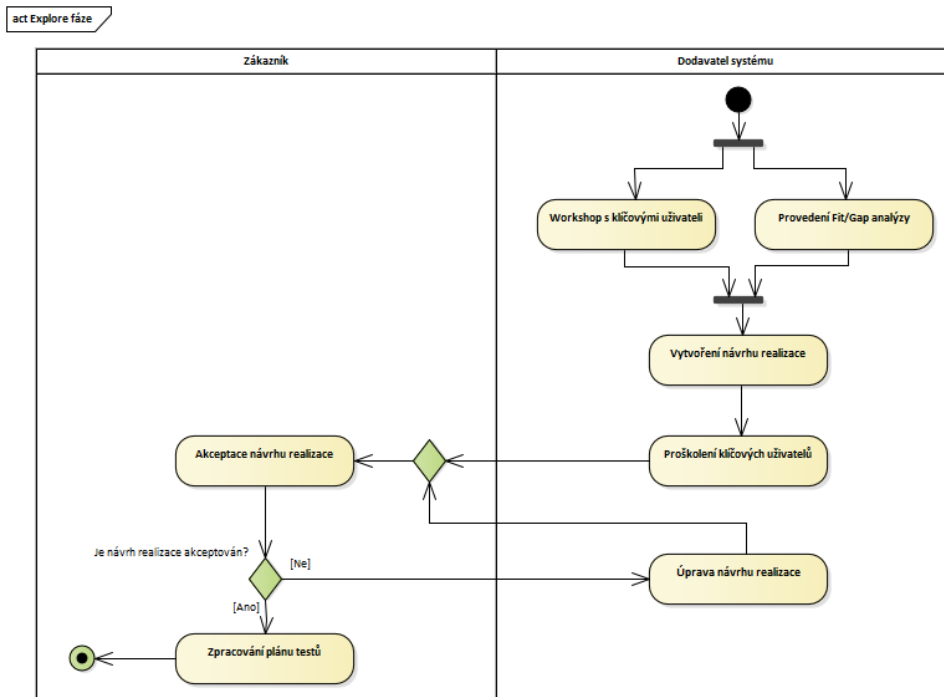 act Explore fáze
Zákazník
Dodavatel systému
Workshop s klíčovými uživateli
Provedení Fit/Gap analýzy
Vytvoření návrhu realizace
Akceptace návrhu realizace
Proškolení klíčových uživatelů
Je návrh realizace akceptován?
[Ne]
Úprava návrhu realizace
[Ano]
Zpracování plánu testů